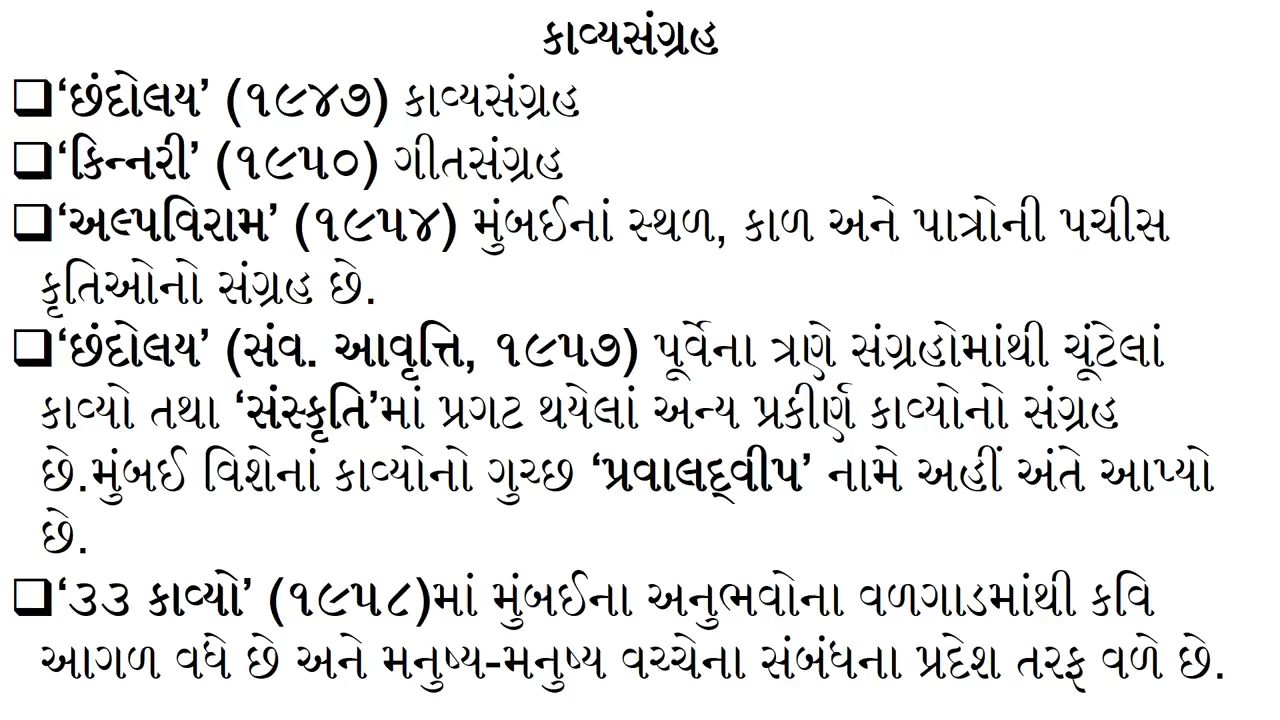 કાવ્યસંગ્રહ
❑‘છંદોલય’ (૧૯૪૭) કાવ્યસંગ્રહ
❑‘કિન્નરી’ (૧૯૫૦) ગીતસંગ્રહ
❑‘અલ્પવિરામ’ (૧૯૫૪) મુંબઈનાં સ્થળ, કાળ અને પાત્રોની પચીસ
કૃતિઓનો સંગ્રહ છે.
❑‘છંદોલય’ (સંવ. આવૃત્તિ, ૧૯૫૭) પૂર્વેના ત્રણે સંગ્રહોમાંથી ચૂંટેલાં
કાવ્યો તથા ‘સંસ્કૃતિ’માં પ્રગટ થયેલાં અન્ય પ્રકીર્ણ કાવ્યોનો સંગ્રહ
છે.મુંબઈ વિશેનાં કાવ્યોનો ગુચ્છ ‘પ્રવાલદ્‌વીપ’ નામે અહીં અંતે આપ્યો
છે.
❑‘૩૩ કાવ્યો’ (૧૯૫૮)માં મુંબઈના અનુભવોના વળગાડમાંથી કવિ
આગળ વધે છે અને મનુષ્ય-મનુષ્ય વચ્ચેના સંબંધના પ્રદેશ તરફ વળે છે.